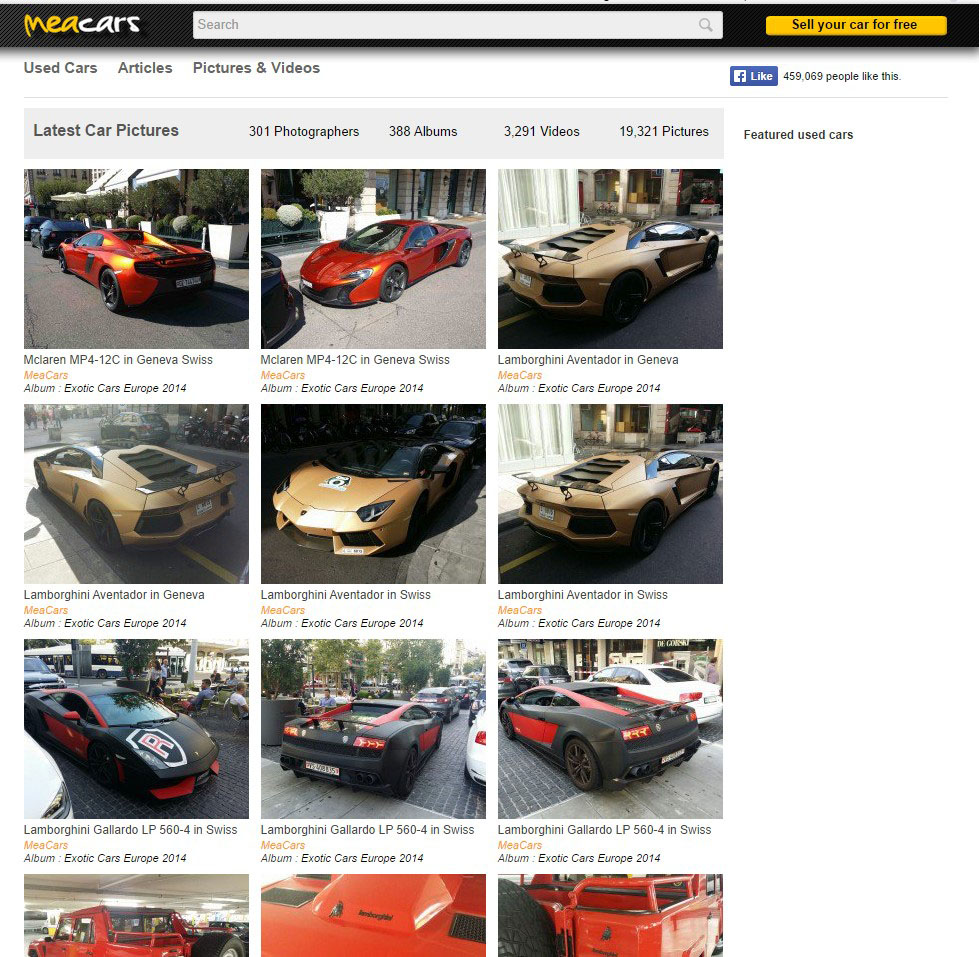 meacars
Search
Sell your car for free
Used Cars Articles Pictures & Videos
Like 459,069 people like this.
Latest Car Pictures 301 Photographers 388 Albums 3,291 Videos 19,321 Pictures
Featured used cars
Mclaren MP4-12C in Geneva Swiss
MeaCars
Album : Exotic Cars Europe 2014
Mclaren MP4-12C in Geneva Swiss
MeaCars
Album : Exotic Cars Europe 2014
Lamborghini Aventador in Geneva
MeaCars
Album : Exotic Cars Europe 2014
Lamborghini Aventador in Geneva
MeaCars
Album : Exotic Cars Europe 2014
Lamborghini Aventador in Swiss
MeaCars
Album : Exotic Cars Europe 2014
Lamborghini Aventador in Swiss
MeaCars
Album : Exotic Cars Europe 2014
R
DE GORSKI
Lamborghini Gallardo LP 560-4 in Swiss
MeaCars
Album : Exotic Cars Europe 2014
Lamborghini Gallardo LP 560-4 in Swiss
MeaCars
Album : Exotic Cars Europe 2014
Lamborghini Gallardo LP 560-4 in Swiss
MeaCars
Album : Exotic Cars Europe 2014
lamborghini